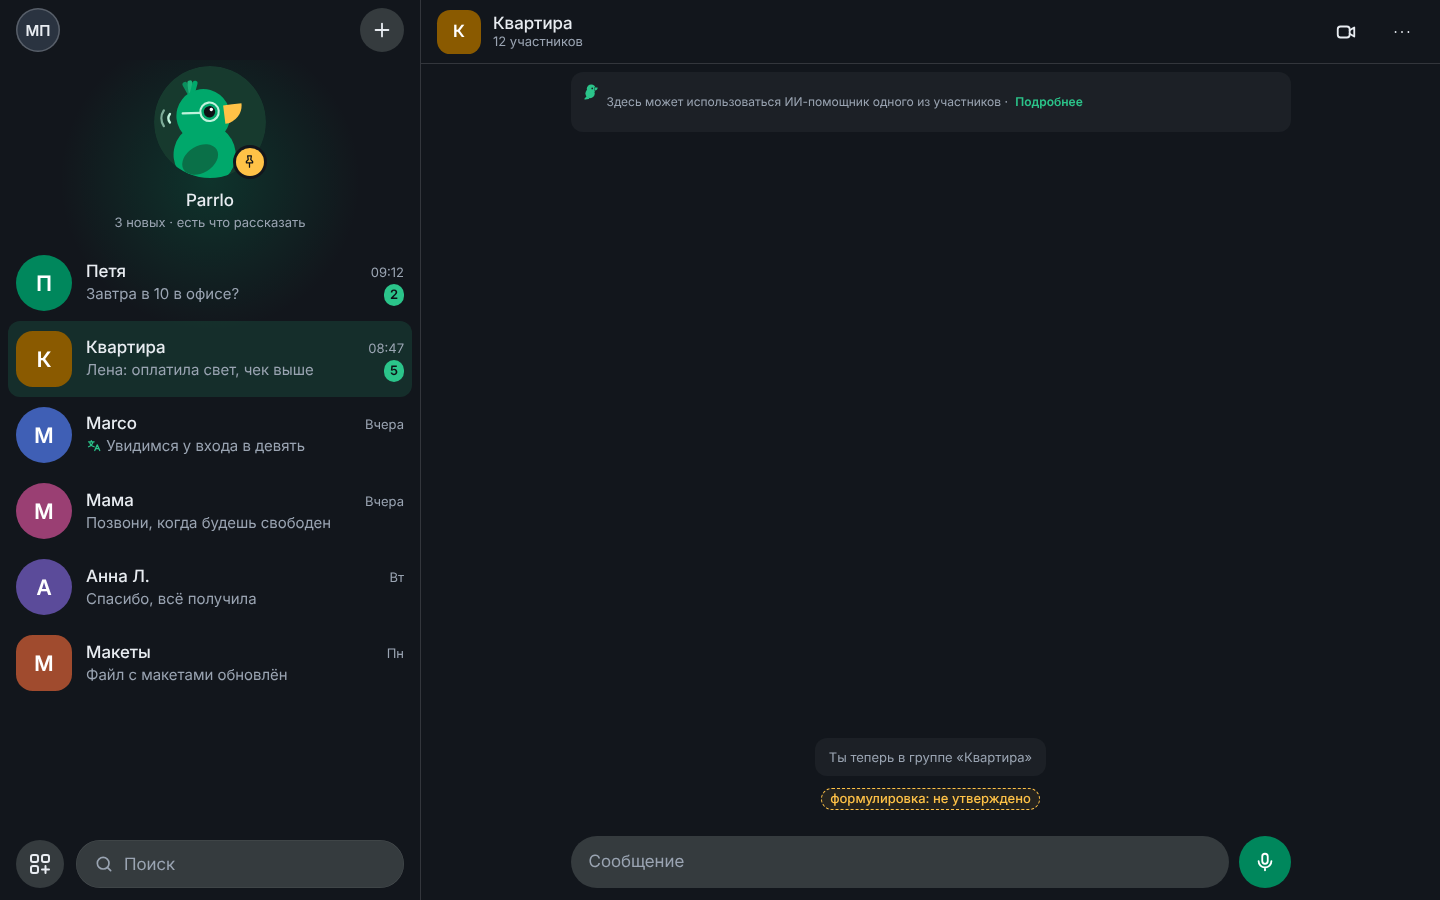 МП
Parrlo
3 новых · есть что рассказать
П
Петя
09:12
Завтра в 10 в офисе?
2
К
Квартира
08:47
Лена: оплатила свет, чек выше
5
M
Marco
Вчера
Увидимся у входа в девять
М
Мама
Вчера
Позвони, когда будешь свободен
А
Анна Л.
Вт
Спасибо, всё получила
М
Макеты
Пн
Файл с макетами обновлён
Поиск
К
Квартира
12 участников
Здесь может использоваться ИИ-помощник одного из участников · Подробнее
Ты теперь в группе «Квартира»
формулировка: не утверждено
Сообщение